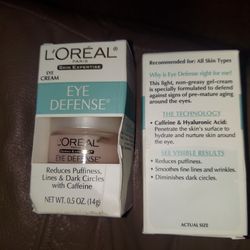 L'ORÉAL
PARIS
SKIN EXPERTISE
EYE
CREAM
EYE
DEFENSE®
L'ORÉAL
EYE DEFENSE®
Reduces Puffiness,
Lines & Dark Circles
with Caffeine
NET WT. 0.5 OZ. (14g)
Recommended for: All Skin Types
Why is Eye Defense right for me?
This light, non-greasy gel-cream
is specially formulated to defend
against signs of pre-mature aging
around the eyes.
THE TECHNOLOGY
• Caffeine & Hyaluronic Acid:
Penetrate the skin's surface to
hydrate and nurture skin around
the eye.
SEE VISIBLE RESULTS
• Reduces puffiness.
• Smoothes fine lines and wrinkles.
• Diminishes dark circles.
ACTUAL SIZE